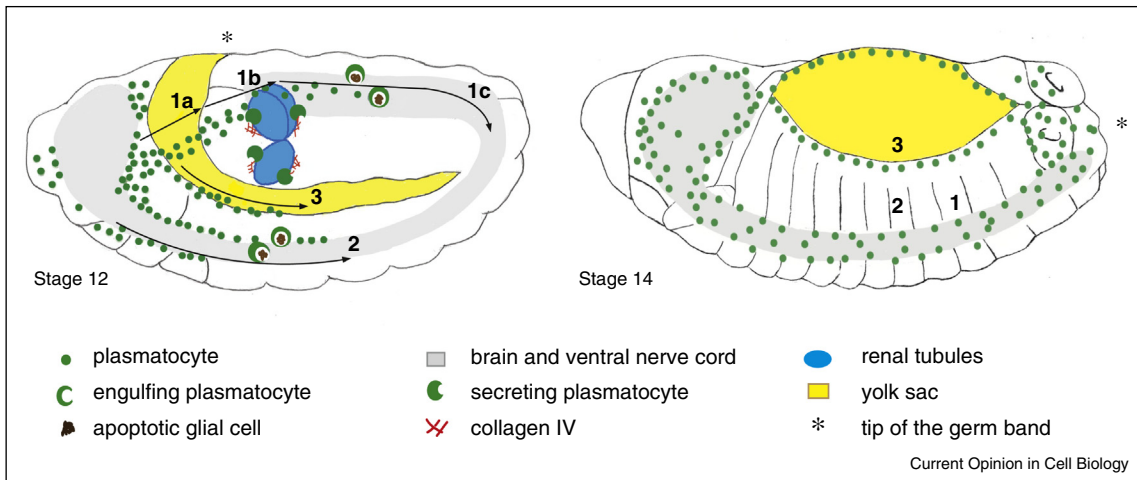 *
1a
1b
1c
3
2
Stage 12
*
3
2
1
Stage 14
plasmatocyte
brain and ventral nerve cord
renal tubules
engulfing plasmatocyte
secreting plasmatocyte
yolk sac
apoptotic glial cell
collagen IV
* tip of the germ band
Current Opinion in Cell Biology